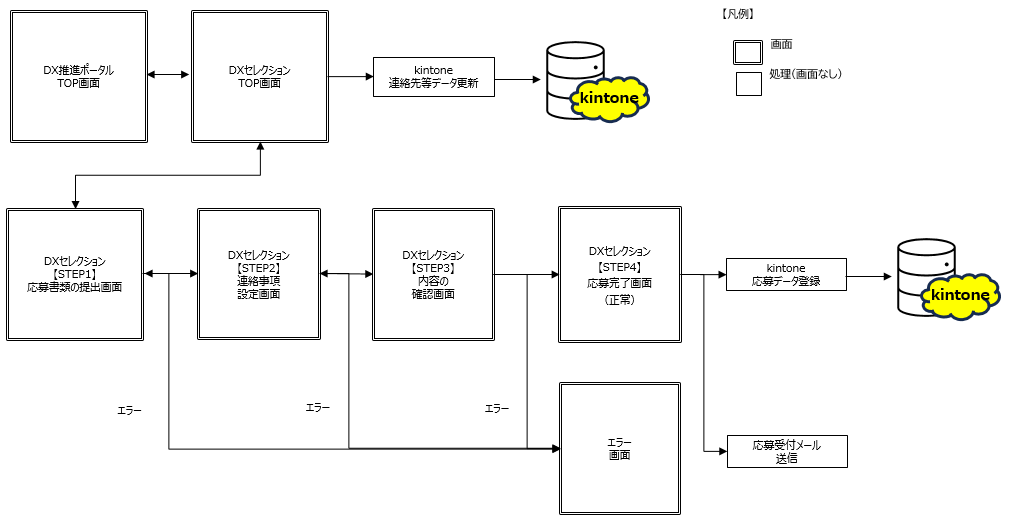 【凡例】
画面
処理（画面なし）
DX推進ポータル
TOP画面
DXセレクション
TOP画面
kintone
連絡先等データ更新
kintone
DXセレクション
【STEP1】
応募書類の提出画面
DXセレクション
【STEP2】
連絡事項
設定画面
DXセレクション
【STEP3】
内容の
確認画面
DXセレクション
【STEP4】
応募完了画面
（正常）
kintone
応募データ登録
kintone
エラー
エラー
エラー
エラー
画面
応募受付メール
送信